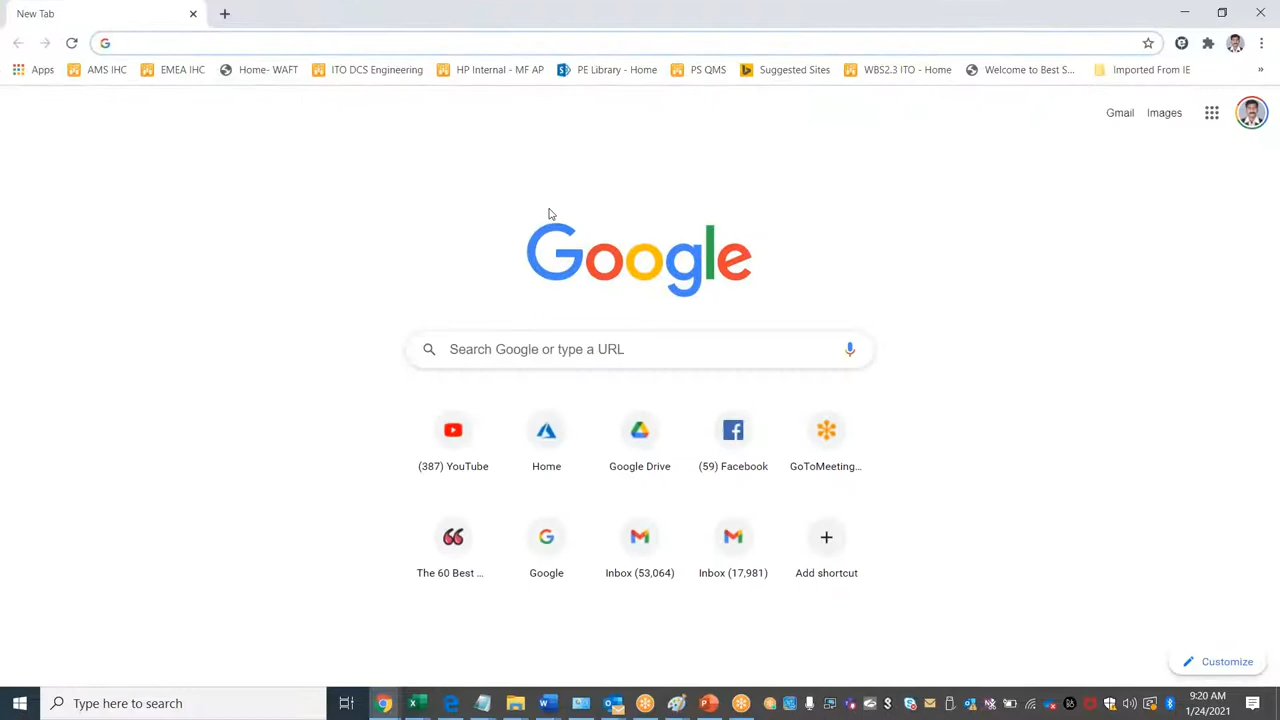 New Tab
Apps AMS IHC EMEA IHC Home- WAFT ITO DCS Engineering HP Internal - MF AP PE Library - Home PS QMS Suggested Sites WBS2.3 ITO - Home Welcome to Best S... Imported From IE »
Gmail Images
Google
Search Google or type a URL
(387) YouTube Home Google Drive (59) Facebook GoToMeeting...
The 60 Best ... Google Inbox (53,064) Inbox (17,981) Add shortcut
Customize
Type here to search
9:20 AM
1/24/2021